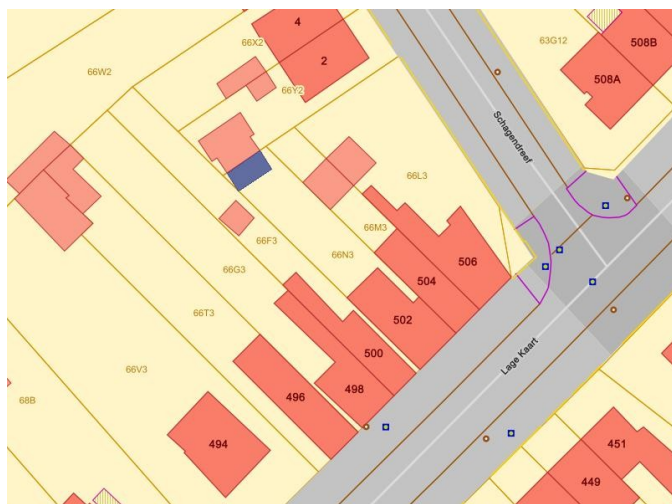 4
66X2
63G12
508B
2
66W2
508A
66Y2
Schagendreef
66L3
66M3
66F3
66N3
506
66G3
504
66T3
502
500
Lage Kaart
66V3
498
496
68B
494
451
449